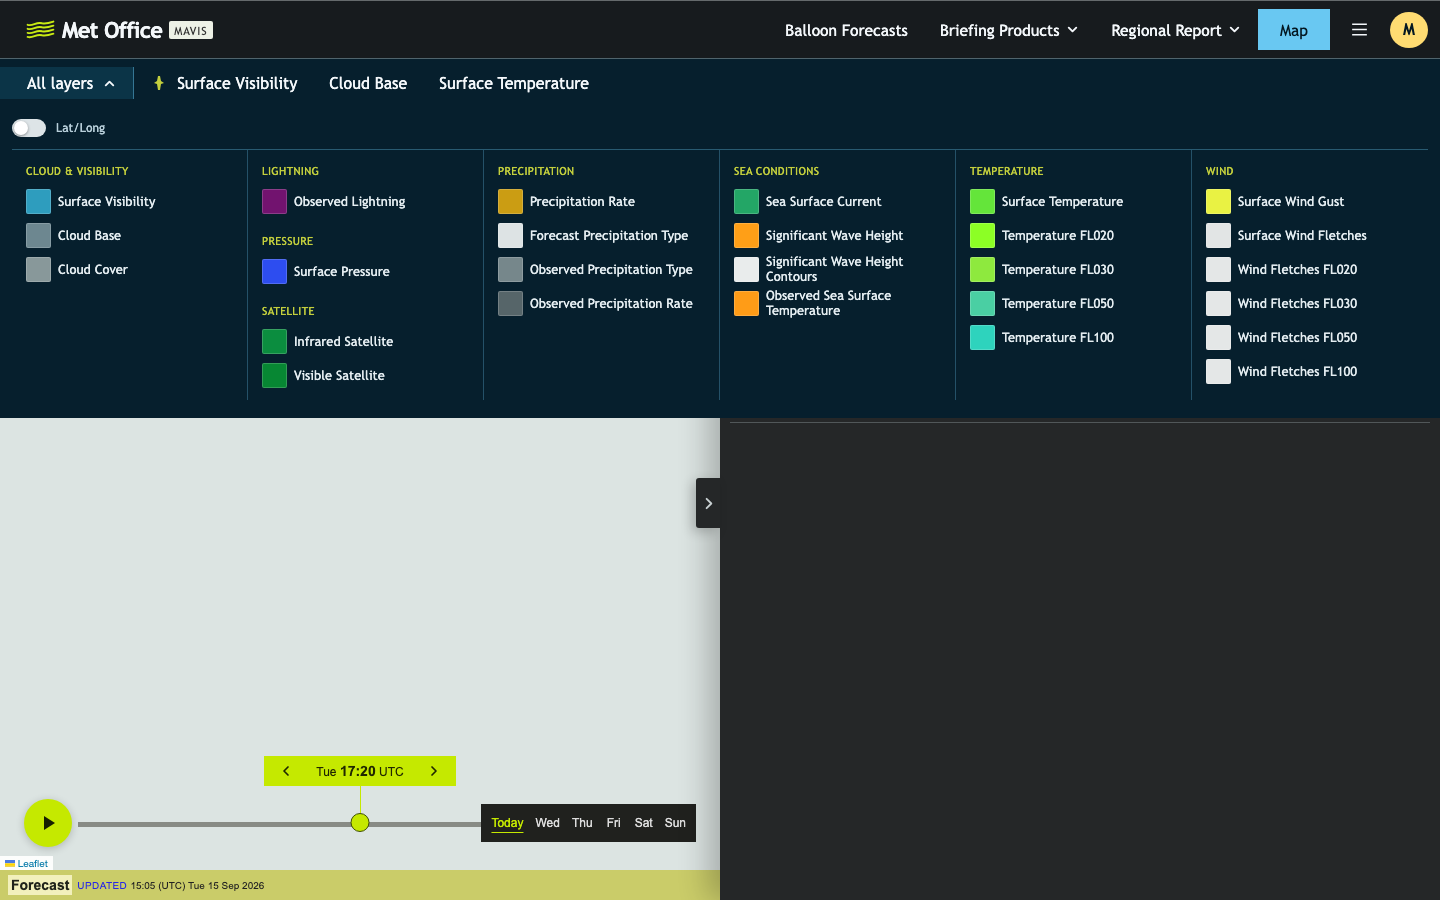 Met Office MAVIS
Balloon Forecasts
Briefing Products
Regional Report
Map
M
All layers
Surface Visibility
Cloud Base
Surface Temperature
Lat/Long
CLOUD & VISIBILITY
Surface Visibility
Cloud Base
Cloud Cover
LIGHTNING
Observed Lightning
PRESSURE
Surface Pressure
SATELLITE
Infrared Satellite
Visible Satellite
PRECIPITATION
Precipitation Rate
Forecast Precipitation Type
Observed Precipitation Type
Observed Precipitation Rate
SEA CONDITIONS
Sea Surface Current
Significant Wave Height
Significant Wave Height
Contours
Observed Sea Surface
Temperature
TEMPERATURE
Surface Temperature
Temperature FL020
Temperature FL030
Temperature FL050
Temperature FL100
WIND
Surface Wind Gust
Surface Wind Fletches
Wind Fletches FL020
Wind Fletches FL030
Wind Fletches FL050
Wind Fletches FL100
Tue 17:20 UTC
Today Wed Thu Fri Sat Sun
Leaflet
Forecast UPDATED 15:05 (UTC) Tue 15 Sep 2026